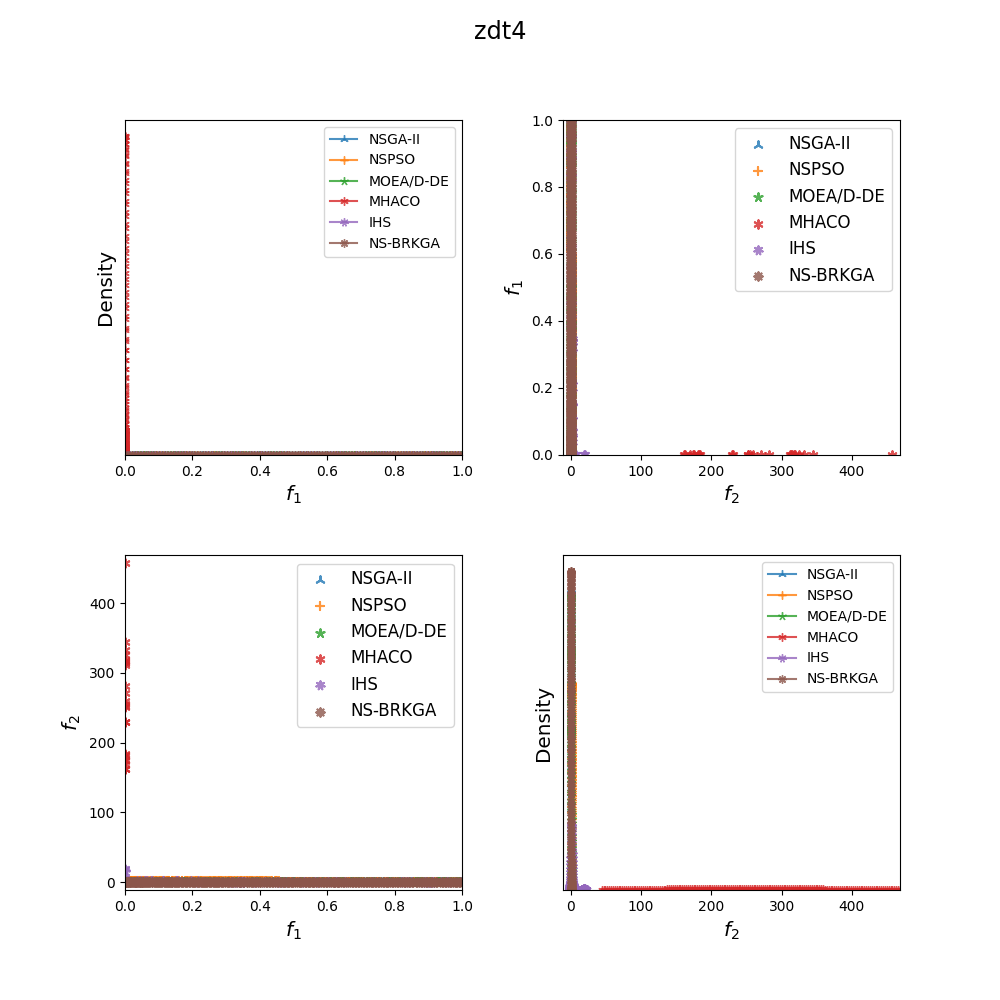 zdt4
Density
NSGA-II
NSPSO
MOEA/D-DE
MHACO
IHS
NS-BRKGA
0.0 0.2 0.4 0.6 0.8 1.0
f1
f1
1.0
0.8
0.6
0.4
0.2
0.0
NSGA-II
NSPSO
MOEA/D-DE
MHACO
IHS
NS-BRKGA
0 100 200 300 400
f2
f2
400
300
200
100
0
NSGA-II
NSPSO
MOEA/D-DE
MHACO
IHS
NS-BRKGA
0.0 0.2 0.4 0.6 0.8 1.0
f1
Density
NSGA-II
NSPSO
MOEA/D-DE
MHACO
IHS
NS-BRKGA
0 100 200 300 400
f2